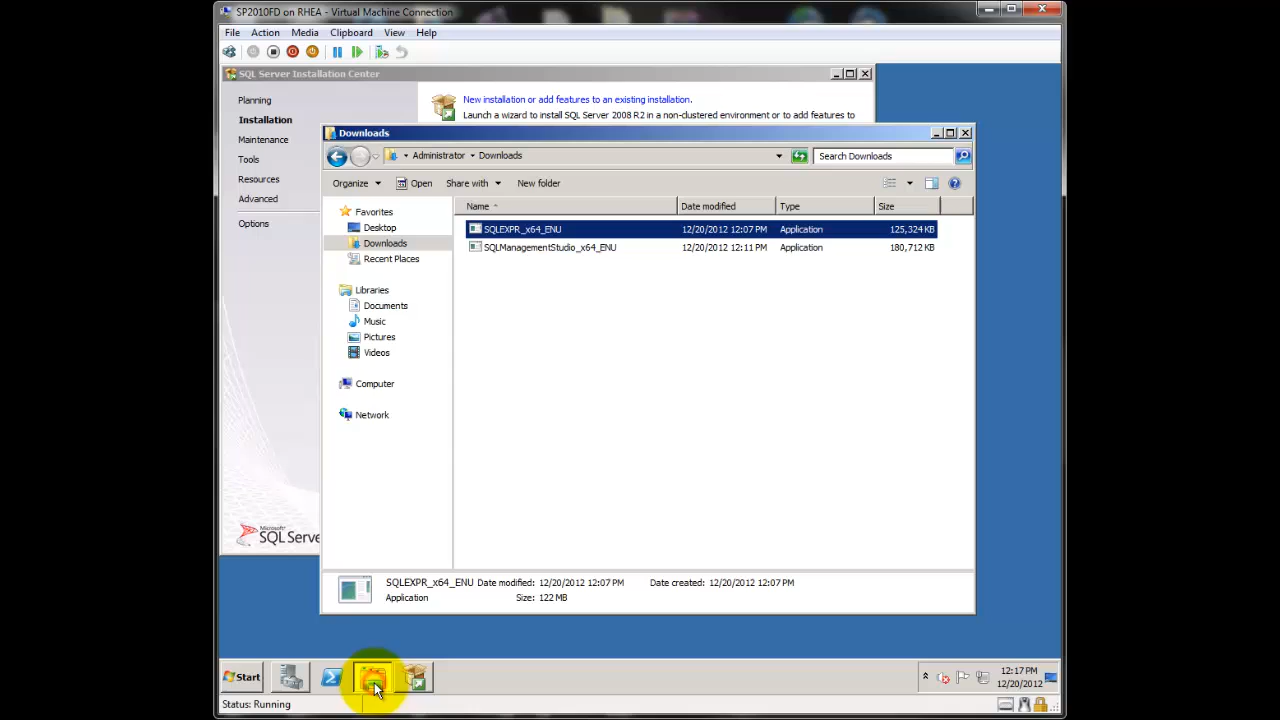 SP2010FD on RHEA - Virtual Machine Connection
File Action Media Clipboard View Help
SQL Server Installation Center
Planning
Installation
Maintenance
Tools
Resources
Advanced
Options
New installation or add features to an existing installation.
Launch a wizard to install SQL Server 2008 R2 in a non-clustered environment or to add features to
Microsoft
SQL Serve
Downloads
Administrator Downloads
Search Downloads
Organize Open Share with New folder
Favorites
Desktop
Downloads
Recent Places
Libraries
Documents
Music
Pictures
Videos
Computer
Network
Name Date modified Type Size
SQLEXPR_x64_ENU 12/20/2012 12:07 PM Application 125,324 KB
SQLManagementStudio_x64_ENU 12/20/2012 12:11 PM Application 180,712 KB
SQLEXPR_x64_ENU Date modified: 12/20/2012 12:07 PM Date created: 12/20/2012 12:07 PM
Application Size: 122 MB
Start
12:17 PM
12/20/2012
Status: Running